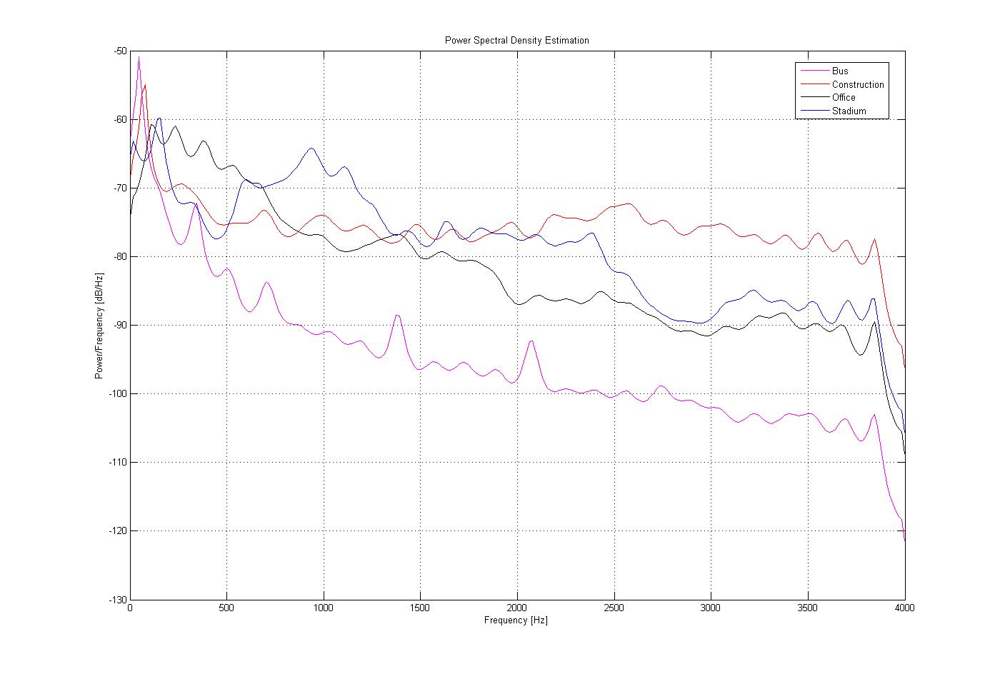 Power Spectral Density Estimation
-50
-60
-70
-80
-90
-100
-110
-120
-130
Power/Frequency [dB/Hz]
Bus
Construction
Office
Stadium
0 500 1000 1500 2000 2500 3000 3500 4000
Frequency [Hz]